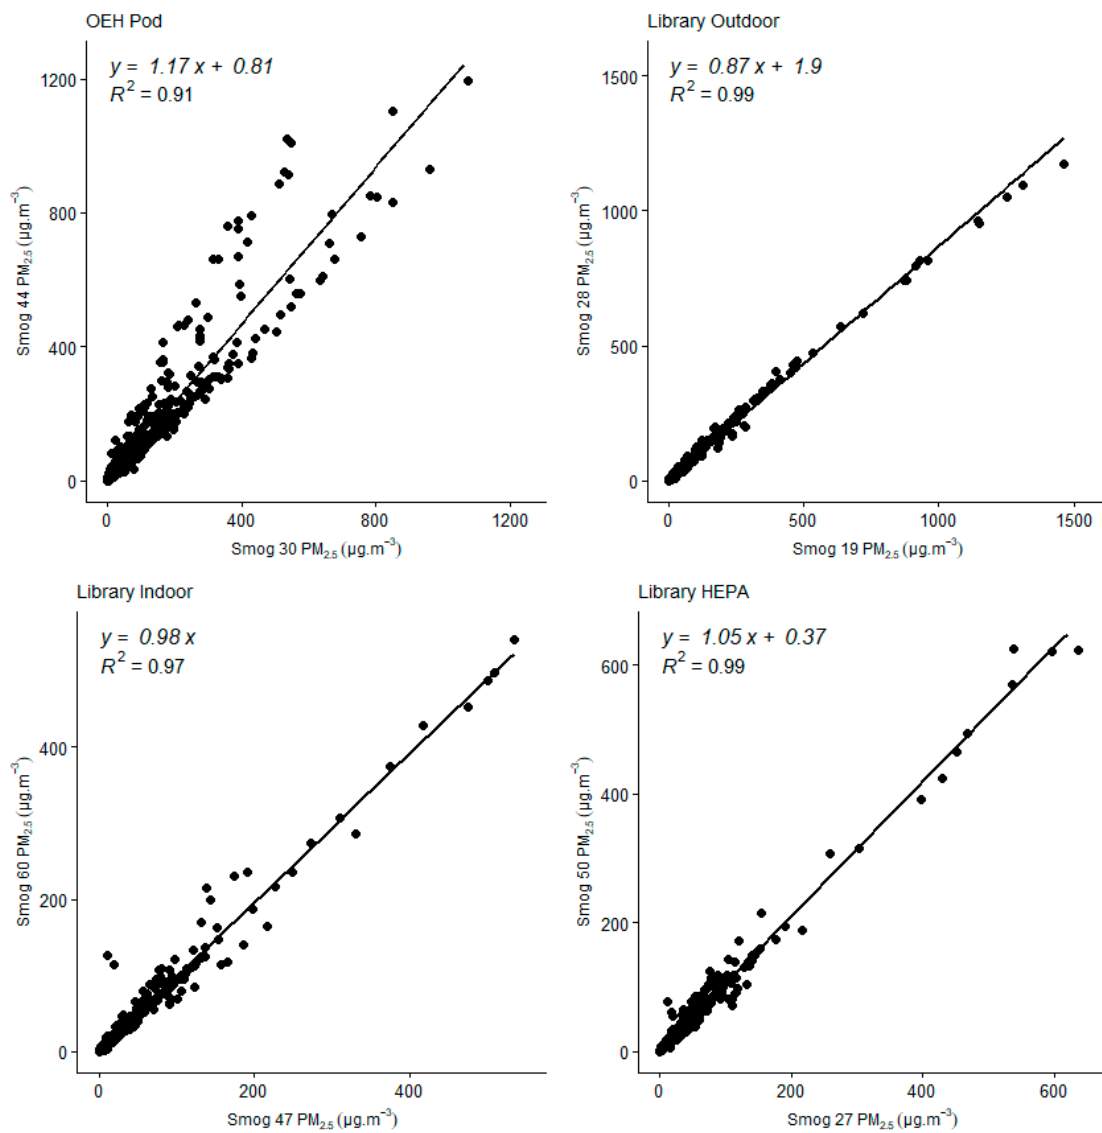 OEH Pod
y = 1.17 x + 0.81
R² = 0.91
1200
800
400
0
Smog 44 PM₂.₅ (µg.m⁻³)
0 400 800 1200
Smog 30 PM₂.₅ (µg.m⁻³)
Library Outdoor
y = 0.87 x + 1.9
R² = 0.99
1500
1000
500
0
Smog 28 PM₂.₅ (µg.m⁻³)
0 500 1000 1500
Smog 19 PM₂.₅ (µg.m⁻³)
Library Indoor
y = 0.98 x
R² = 0.97
400
200
0
Smog 60 PM₂.₅ (µg.m⁻³)
0 200 400
Smog 47 PM₂.₅ (µg.m⁻³)
Library HEPA
y = 1.05 x + 0.37
R² = 0.99
600
400
200
0
Smog 50 PM₂.₅ (µg.m⁻³)
0 200 400 600
Smog 27 PM₂.₅ (µg.m⁻³)